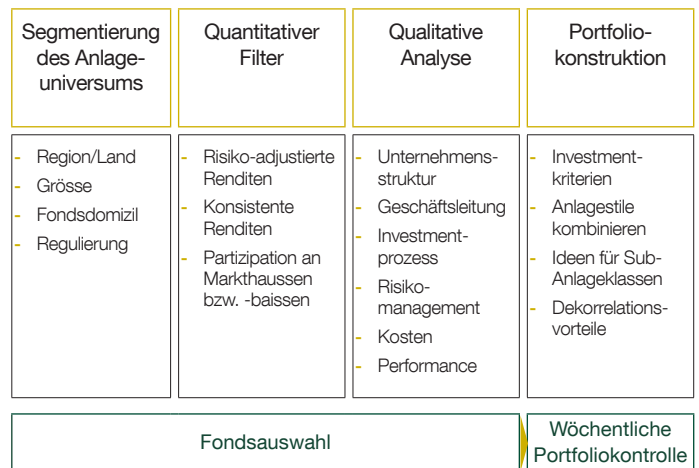 Segmentierung
des Anlage-
universums
Quantitativer
Filter
Qualitative
Analyse
Portfolio-
konstruktion
- Region/Land
- Grösse
- Fondsdomizil
- Regulierung
- Risiko-adjustierte
Renditen
- Konsistente
Renditen
- Partizipation an
Markthaussen
bzw. -baissen
- Unternehmens-
struktur
- Geschäftsleitung
- Investment-
prozess
- Risiko-
management
- Kosten
- Performance
- Investment-
kriterien
- Anlagestile
kombinieren
- Ideen für Sub-
Anlageklassen
- Dekorrelations-
vorteile
Fondsauswahl
Wöchentliche
Portfoliokontrolle